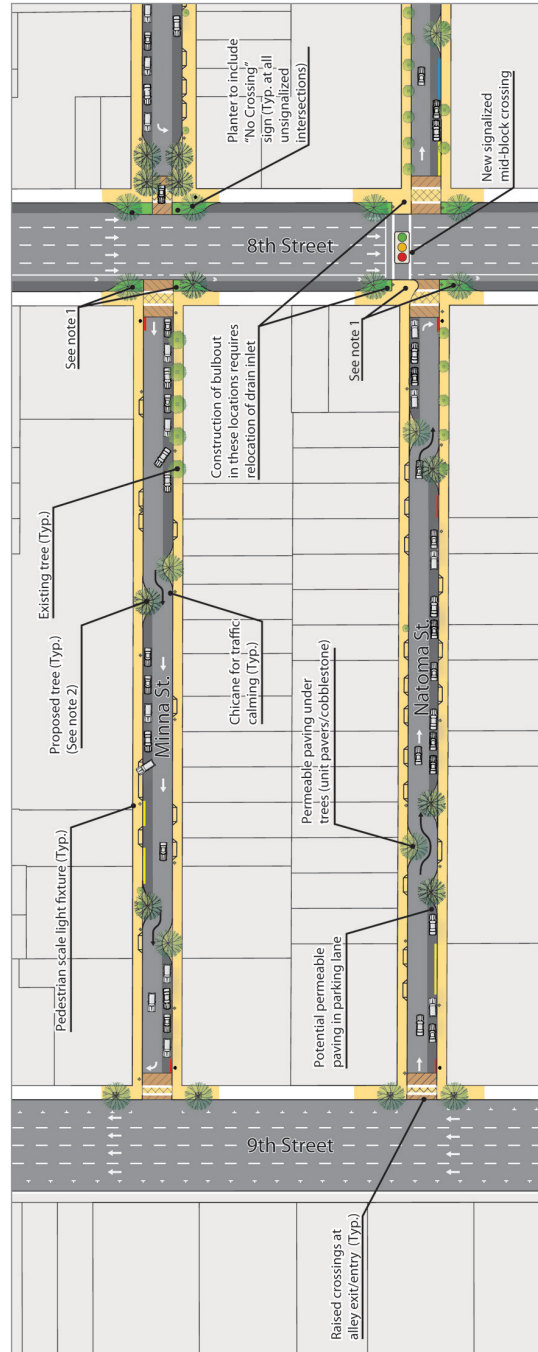 Raised crossings at
alley exit/entry (Typ.)
9th Street
Pedestrian scale light fixture (Typ.)
Proposed tree (Typ.)
(See note 2)
Existing tree (Typ.)
See note 1
Minna St.
Chicane for traffic
calming (Typ.)
Potential permeable
paving in parking lane
Permeable paving under
trees (unit pavers/cobblestone)
Construction of bulbout
in these locations requires
relocation of drain inlet
See note 1
Natoma St.
8th Street
Planter to include
“No Crossing”
sign (Typ. at all
unsignalized
intersections)
New signalized
mid-block crossing